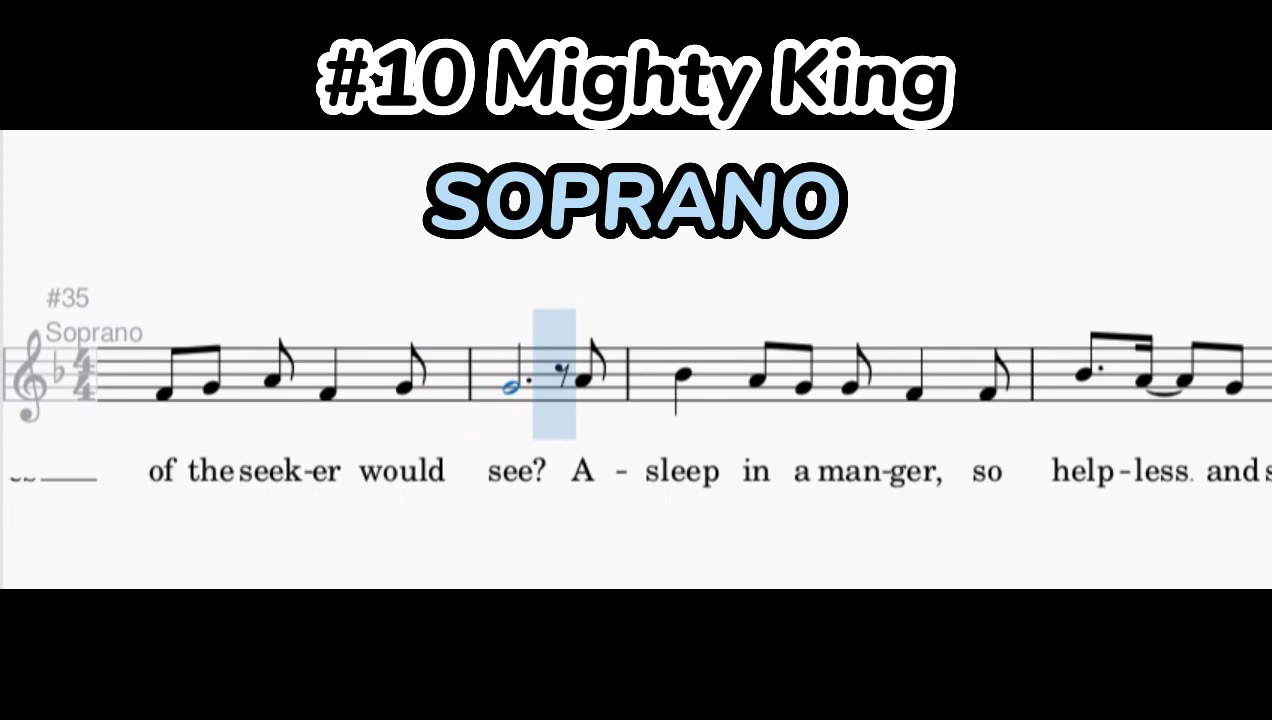 #10 Mighty King
SOPRANO
#35
Soprano
of the seek-er would see? A - sleep in a man-ger, so help-less. and s